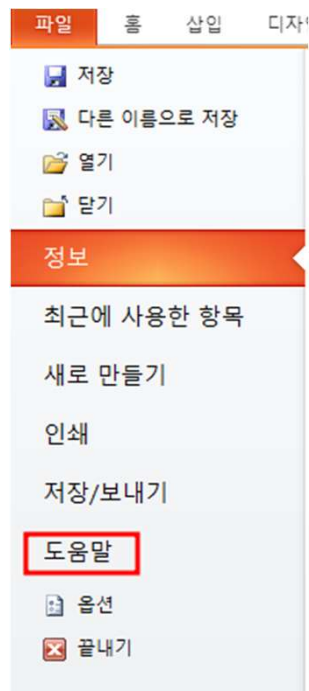 파일 홈 삽입
저장
다른 이름으로 저장
열기
닫기
정보
최근에 사용한 항목
새로 만들기
인쇄
저장/보내기
도움말
옵션
끝내기